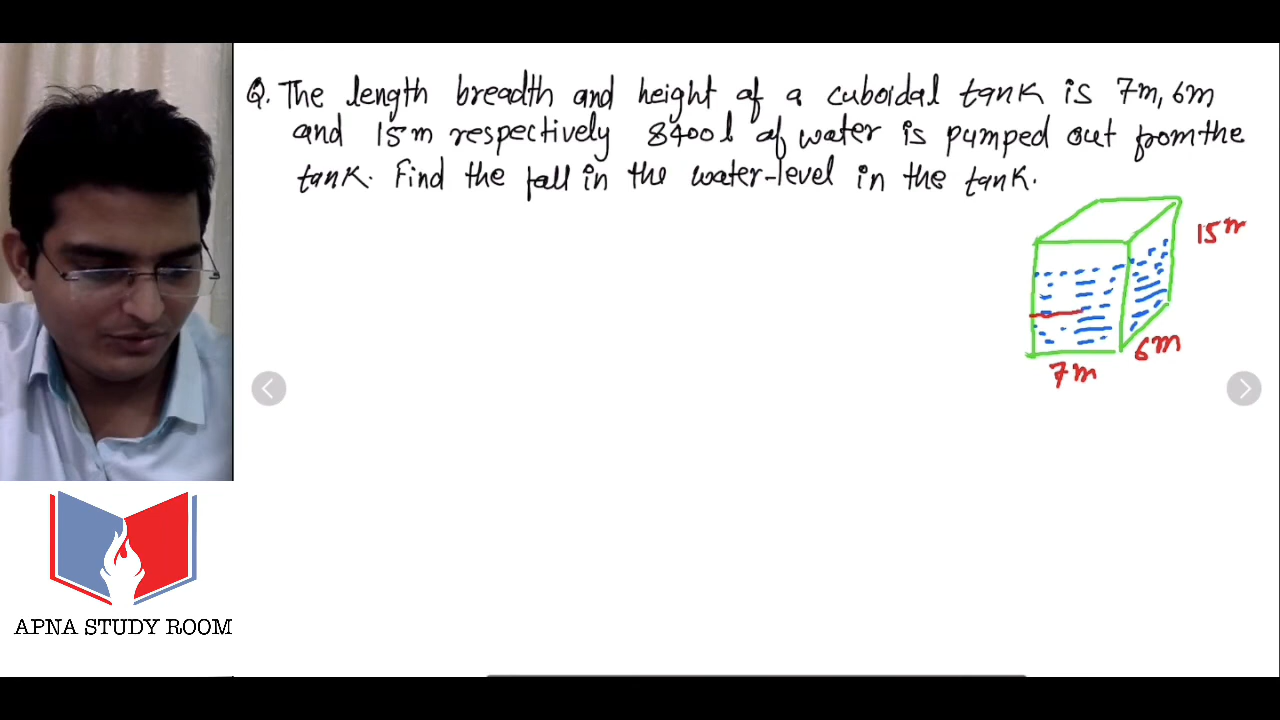 Q. The length breadth and height of a cuboidal tank is 7m, 6m
and 15m respectively 8400l of water is pumped out from the
tank. Find the fall in the water-level in the tank.
15m
6m
7m
APNA STUDY ROOM